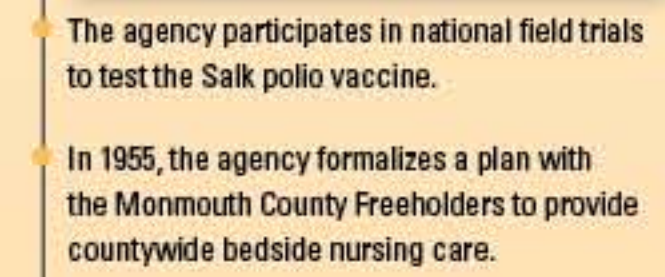 The agency participates in national field trials
to test the Salk polio vaccine.
In 1955, the agency formalizes a plan with
the Monmouth County Freeholders to provide
countywide bedside nursing care.